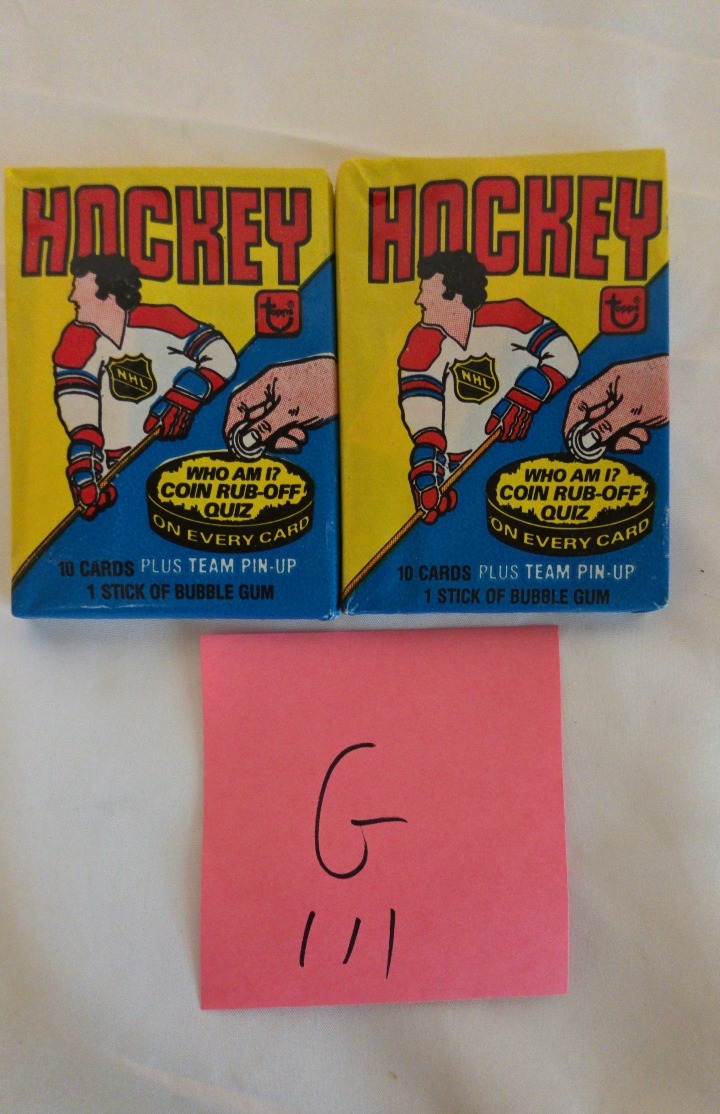 HOCKEY
topps®
NHL
WHO AM I?
COIN RUB-OFF
QUIZ
ON EVERY CARD
10 CARDS PLUS TEAM PIN-UP
1 STICK OF BUBBLE GUM
HOCKEY
topps®
NHL
WHO AM I?
COIN RUB-OFF
QUIZ
ON EVERY CARD
10 CARDS PLUS TEAM PIN-UP
1 STICK OF BUBBLE GUM
G
111